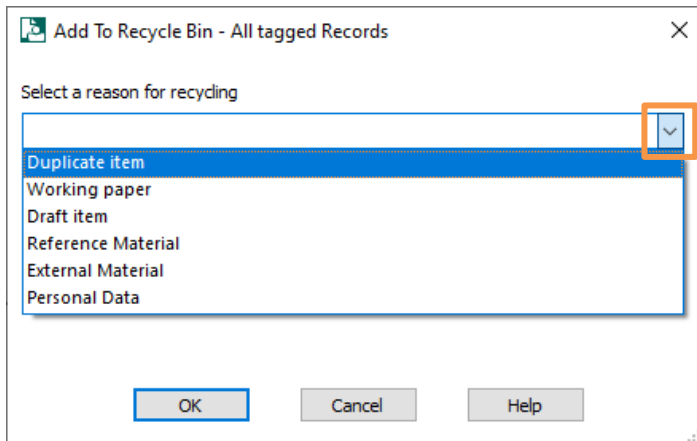 Add To Recycle Bin - All tagged Records
Select a reason for recycling
Duplicate item
Working paper
Draft item
Reference Material
External Material
Personal Data
OK Cancel Help